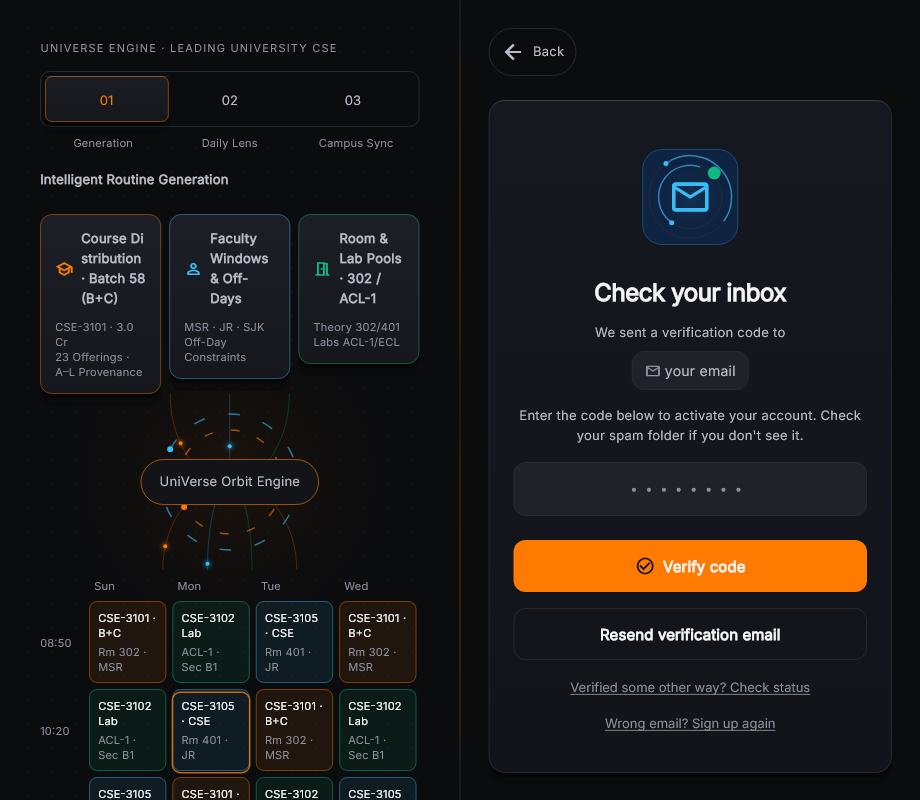 UNIVERSE ENGINE · LEADING UNIVERSITY CSE
01
02
03
Generation
Daily Lens
Campus Sync
Intelligent Routine Generation
Course Di
stribution
· Batch 58
(B+C)
CSE-3101 · 3.0
Cr
23 Offerings ·
A–L Provenance
Faculty
Windows
& Off-
Days
MSR · JR · SJK
Off-Day
Constraints
Room &
Lab Pools
· 302 /
ACL-1
Theory 302/401
Labs ACL-1/ECL
UniVerse Orbit Engine
Sun
Mon
Tue
Wed
08:50
CSE-3101 ·
B+C
Rm 302 ·
MSR
CSE-3102
Lab
ACL-1 ·
Sec B1
CSE-3105
· CSE
Rm 401 ·
JR
CSE-3101 ·
B+C
Rm 302 ·
MSR
10:20
CSE-3102
Lab
ACL-1 ·
Sec B1
CSE-3105
· CSE
Rm 401 ·
JR
CSE-3101 ·
B+C
Rm 302 ·
MSR
CSE-3102
Lab
ACL-1 ·
Sec B1
CSE-3105
CSE-3101 ·
CSE-3102
CSE-3105
Back
Check your inbox
We sent a verification code to
your email
Enter the code below to activate your account. Check
your spam folder if you don't see it.
Verify code
Resend verification email
Verified some other way? Check status
Wrong email? Sign up again